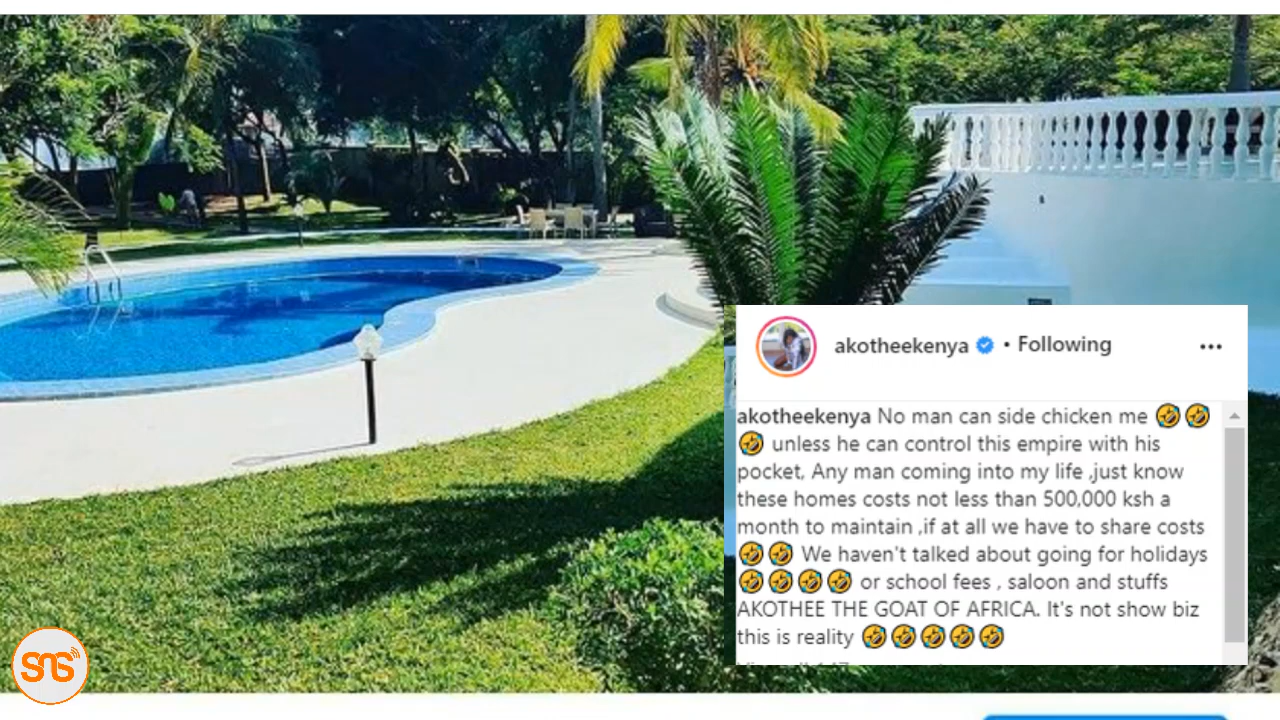 akotheekenya • Following •••
akotheekenya No man can side chicken me 🤣🤣
🤣 unless he can control this empire with his
pocket, Any man coming into my life ,just know
these homes costs not less than 500,000 ksh a
month to maintain ,if at all we have to share costs
🤣🤣 We haven't talked about going for holidays
🤣🤣🤣🤣 or school fees , saloon and stuffs
AKOTHEE THE GOAT OF AFRICA. It's not show biz
this is reality 🤣🤣🤣🤣🤣
SNS